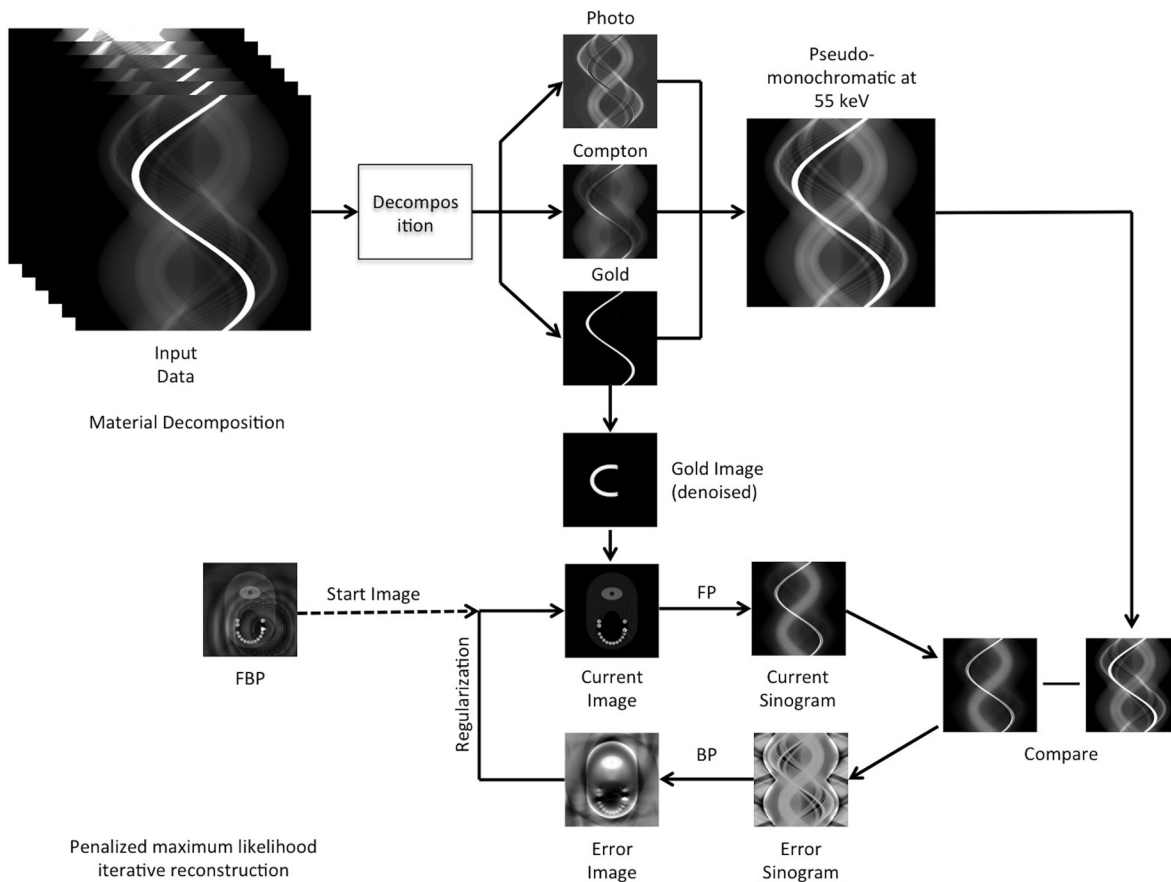 Photo
Pseudo-
monochromatic at
55 keV
Compton
Decompos
ition
Gold
Input
Data
Material Decomposition
Gold Image
(denoised)
Start Image
FP
FBP
Regularization
Current
Image
Current
Sinogram
Compare
BP
Error
Image
Error
Sinogram
Penalized maximum likelihood
iterative reconstruction